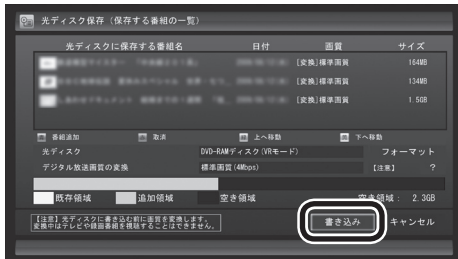 光ディスク保存（保存する番組の一覧）
光ディスクに保存する番組名 日付 画質 サイズ
[変換]標準画質 164MB
[変換]標準画質 134MB
[変換]標準画質 1.5GB
番組追加 取消 上へ移動 下へ移動
光ディスク DVD-RAMディスク(VRモード) フォーマット
デジタル放送画質の変換 標準画質(4Mbps) 【注意】 ?
既存領域 追加領域 空き領域 空き領域: 2.3GB
【注意】光ディスクに書き込む前に画質を変換します。
変換中はテレビや録画番組を視聴することはできません。
書き込み キャンセル